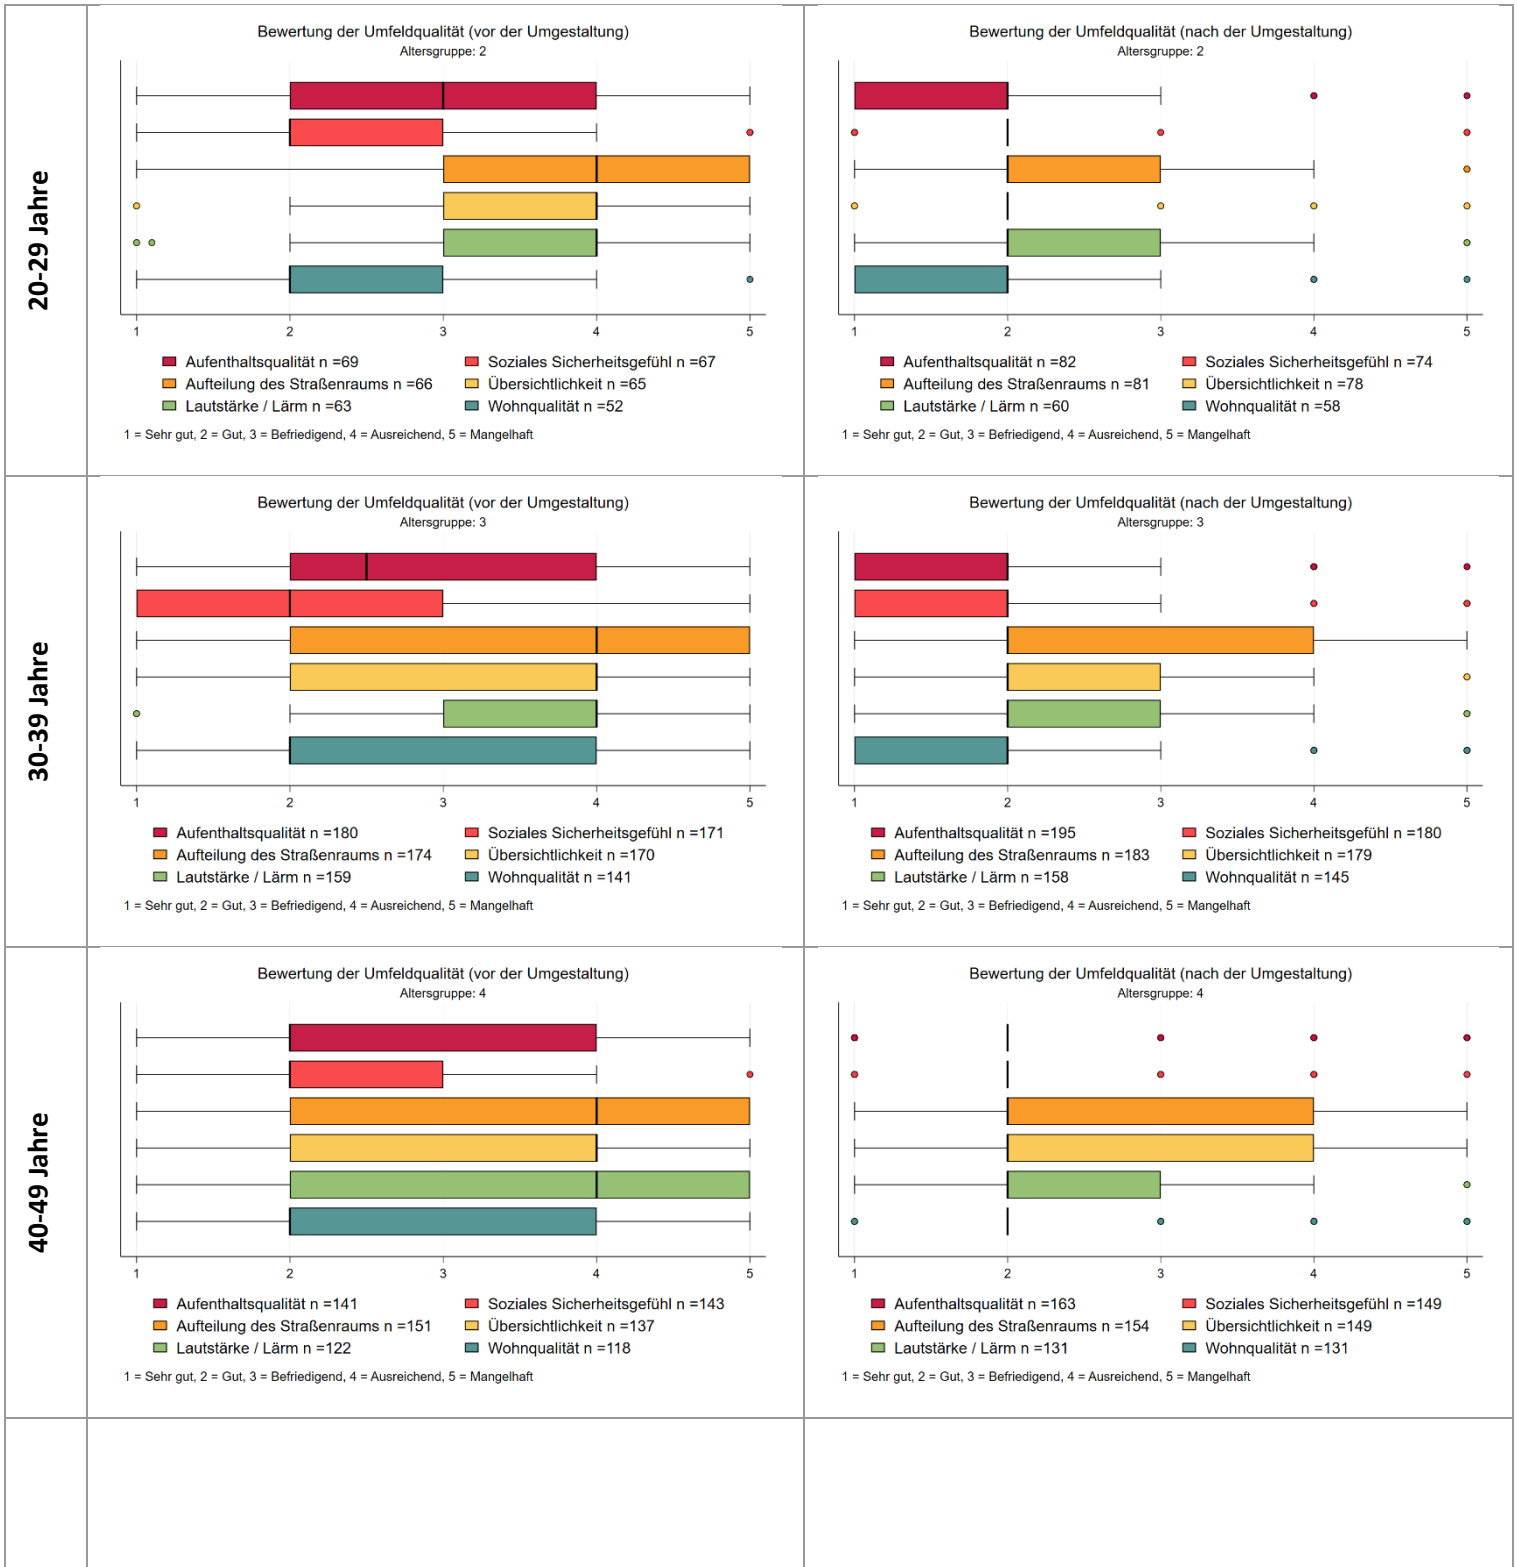 20-29 Jahre
Bewertung der Umfeldqualität (vor der Umgestaltung)
Altersgruppe: 2
1 2 3 4 5
Aufenthaltsqualität n =69 Soziales Sicherheitsgefühl n =67
Aufteilung des Straßenraums n =66 Übersichtlichkeit n =65
Lautstärke / Lärm n =63 Wohnqualität n =52
1 = Sehr gut, 2 = Gut, 3 = Befriedigend, 4 = Ausreichend, 5 = Mangelhaft
Bewertung der Umfeldqualität (nach der Umgestaltung)
Altersgruppe: 2
1 2 3 4 5
Aufenthaltsqualität n =82 Soziales Sicherheitsgefühl n =74
Aufteilung des Straßenraums n =81 Übersichtlichkeit n =78
Lautstärke / Lärm n =60 Wohnqualität n =58
1 = Sehr gut, 2 = Gut, 3 = Befriedigend, 4 = Ausreichend, 5 = Mangelhaft
30-39 Jahre
Bewertung der Umfeldqualität (vor der Umgestaltung)
Altersgruppe: 3
1 2 3 4 5
Aufenthaltsqualität n =180 Soziales Sicherheitsgefühl n =171
Aufteilung des Straßenraums n =174 Übersichtlichkeit n =170
Lautstärke / Lärm n =159 Wohnqualität n =141
1 = Sehr gut, 2 = Gut, 3 = Befriedigend, 4 = Ausreichend, 5 = Mangelhaft
Bewertung der Umfeldqualität (nach der Umgestaltung)
Altersgruppe: 3
1 2 3 4 5
Aufenthaltsqualität n =195 Soziales Sicherheitsgefühl n =180
Aufteilung des Straßenraums n =183 Übersichtlichkeit n =179
Lautstärke / Lärm n =158 Wohnqualität n =145
1 = Sehr gut, 2 = Gut, 3 = Befriedigend, 4 = Ausreichend, 5 = Mangelhaft
40-49 Jahre
Bewertung der Umfeldqualität (vor der Umgestaltung)
Altersgruppe: 4
1 2 3 4 5
Aufenthaltsqualität n =141 Soziales Sicherheitsgefühl n =143
Aufteilung des Straßenraums n =151 Übersichtlichkeit n =137
Lautstärke / Lärm n =122 Wohnqualität n =118
1 = Sehr gut, 2 = Gut, 3 = Befriedigend, 4 = Ausreichend, 5 = Mangelhaft
Bewertung der Umfeldqualität (nach der Umgestaltung)
Altersgruppe: 4
1 2 3 4 5
Aufenthaltsqualität n =163 Soziales Sicherheitsgefühl n =149
Aufteilung des Straßenraums n =154 Übersichtlichkeit n =149
Lautstärke / Lärm n =131 Wohnqualität n =131
1 = Sehr gut, 2 = Gut, 3 = Befriedigend, 4 = Ausreichend, 5 = Mangelhaft